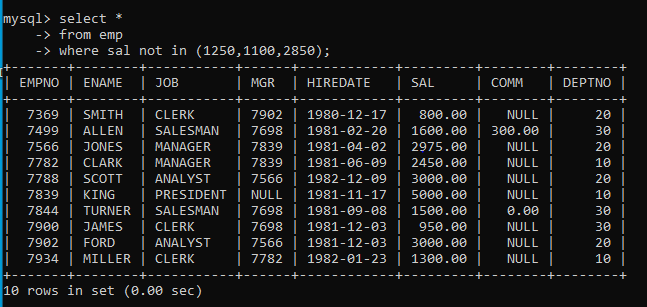 mysql> select *
    -> from emp
    -> where sal not in (1250,1100,2850);
+-------+--------+-----------+------+------------+---------+--------+--------+
| EMPNO | ENAME  | JOB       | MGR  | HIREDATE   | SAL     | COMM   | DEPTNO |
+-------+--------+-----------+------+------------+---------+--------+--------+
|  7369 | SMITH  | CLERK     | 7902 | 1980-12-17 |  800.00 |   NULL |     20 |
|  7499 | ALLEN  | SALESMAN  | 7698 | 1981-02-20 | 1600.00 | 300.00 |     30 |
|  7566 | JONES  | MANAGER   | 7839 | 1981-04-02 | 2975.00 |   NULL |     20 |
|  7782 | CLARK  | MANAGER   | 7839 | 1981-06-09 | 2450.00 |   NULL |     10 |
|  7788 | SCOTT  | ANALYST   | 7566 | 1982-12-09 | 3000.00 |   NULL |     20 |
|  7839 | KING   | PRESIDENT | NULL | 1981-11-17 | 5000.00 |   NULL |     10 |
|  7844 | TURNER | SALESMAN  | 7698 | 1981-09-08 | 1500.00 |   0.00 |     30 |
|  7900 | JAMES  | CLERK     | 7698 | 1981-12-03 |  950.00 |   NULL |     30 |
|  7902 | FORD   | ANALYST   | 7566 | 1981-12-03 | 3000.00 |   NULL |     20 |
|  7934 | MILLER | CLERK     | 7782 | 1982-01-23 | 1300.00 |   NULL |     10 |
+-------+--------+-----------+------+------------+---------+--------+--------+
10 rows in set (0.00 sec)